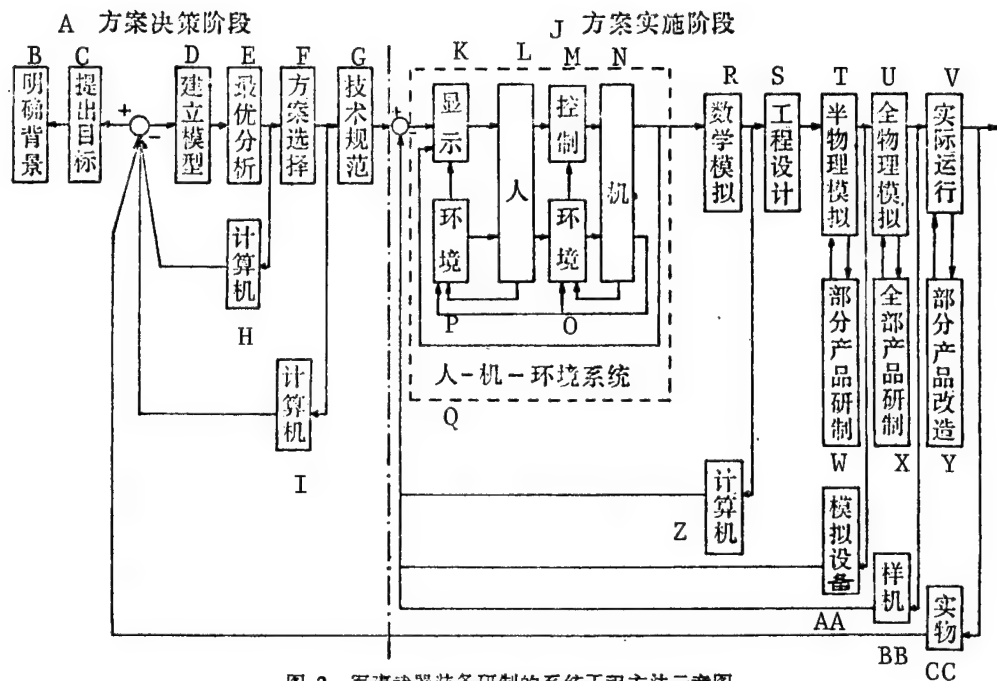 A 方案决策阶段
J 方案实施阶段
B 明确背景
C 提出目标
+
-
D 建立模型
E 最优分析
F 方案选择
G 技术规范
H 计算机
I 计算机
+
-
K 显示
L 人
M 控制
N 机
P 环境
O 环境
人-机-环境系统
Q
R 数学模拟
S 工程设计
T 半物理模拟
U 全物理模拟
V 实际运行
W 部分产品研制
X 全部产品研制
Y 部分产品改造
Z 计算机
模拟设备
AA
样机
BB
实物
CC